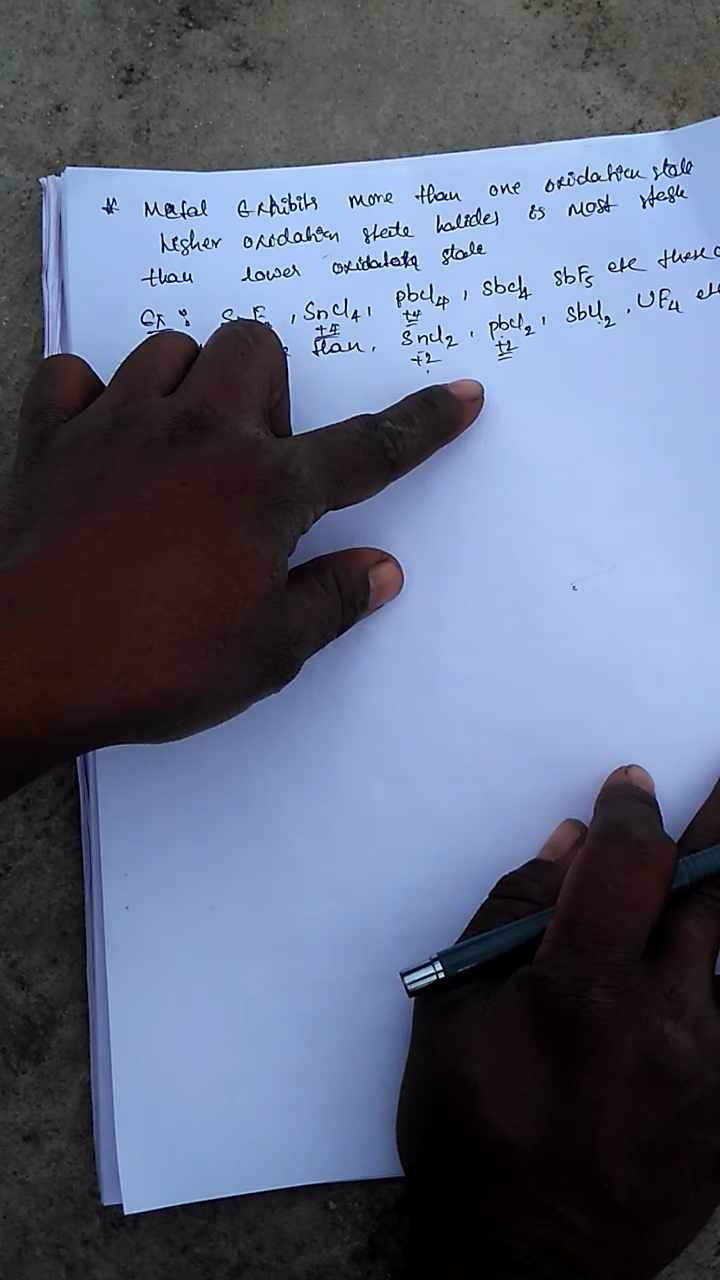 * Metal Exhibits more than one oxidation state
higher oxidation state halides is most stable
than lower oxidation state
Ex : , SnCl4, pbcl4, sbcl4 sbF5 etc these
+4 +4
than, SnCl2, pbcl2, sbcl2, UF4 etc
+2 +2